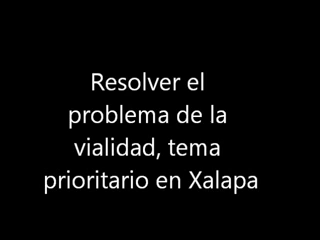 Resolver el
problema de la
vialidad, tema
prioritario en Xalapa